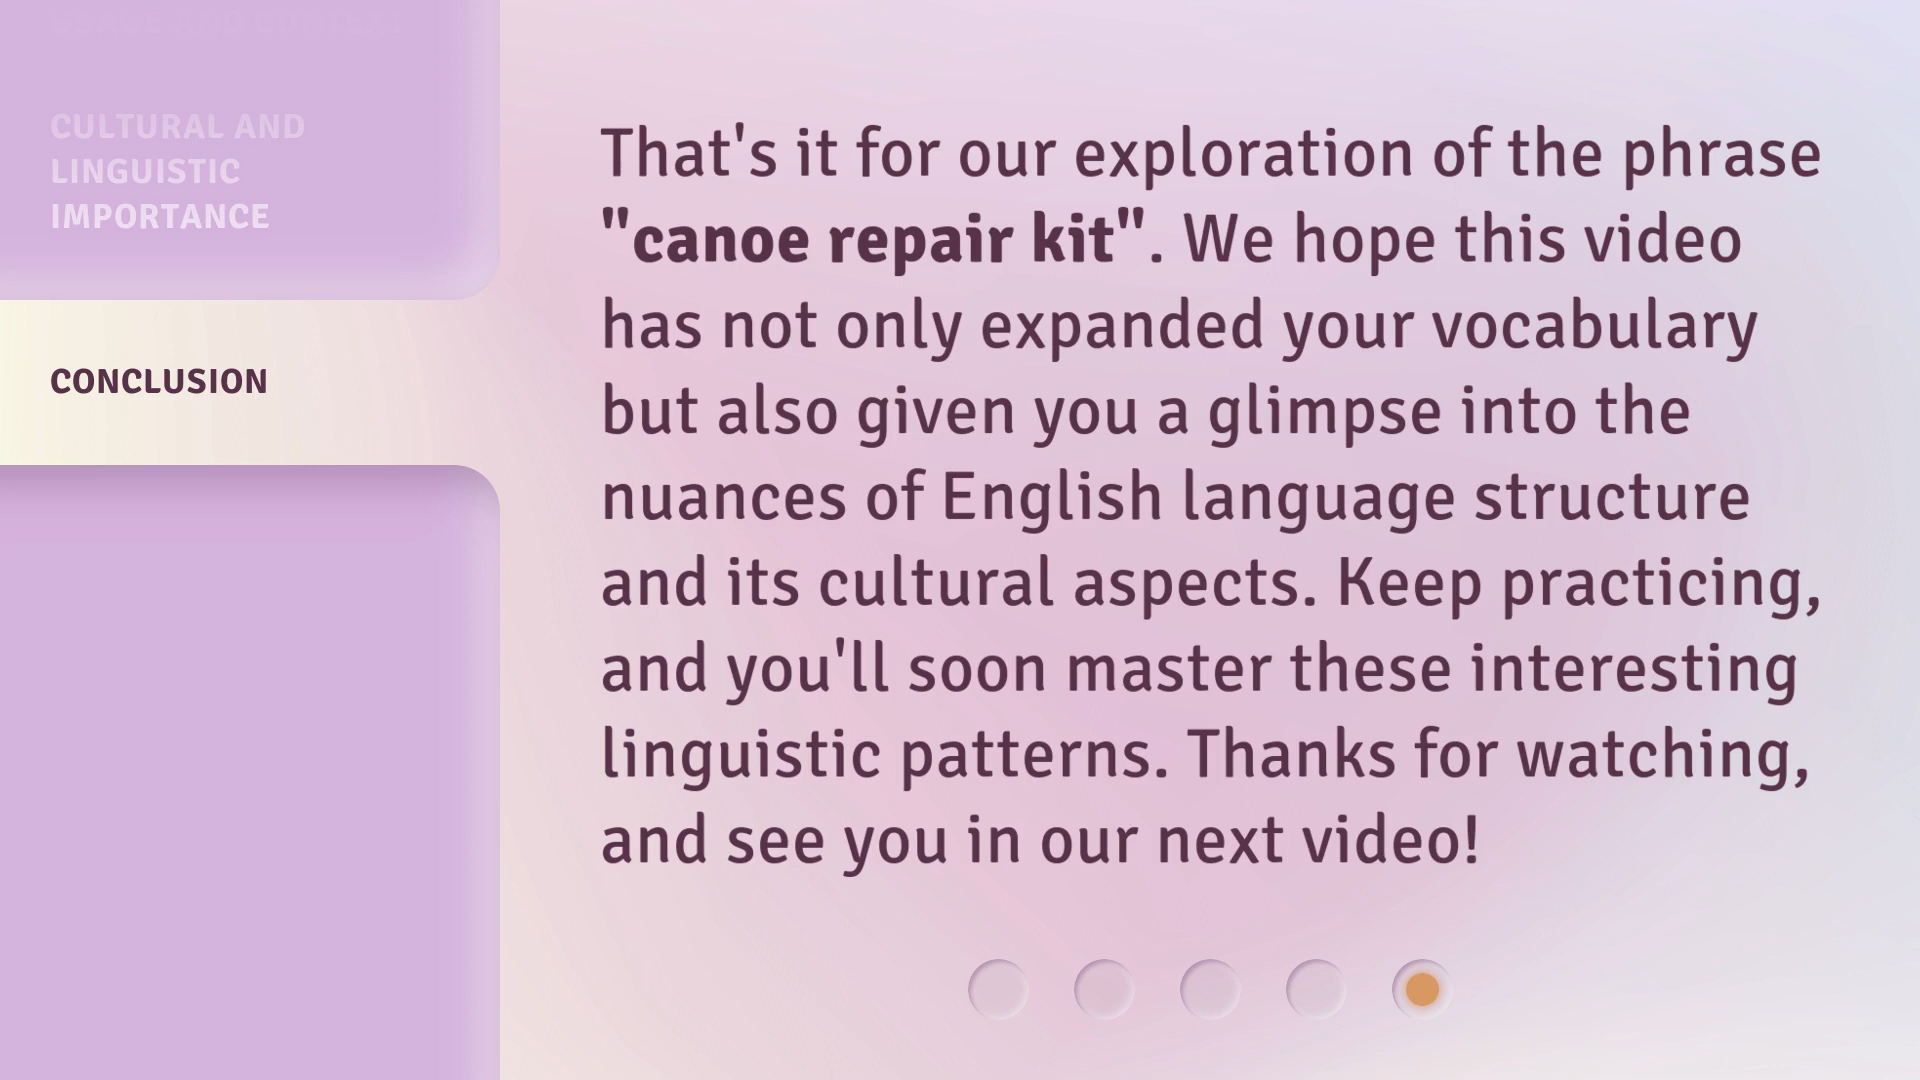 USAGE AND CONTEXT
CULTURAL AND
LINGUISTIC
IMPORTANCE
CONCLUSION
That's it for our exploration of the phrase
"canoe repair kit". We hope this video
has not only expanded your vocabulary
but also given you a glimpse into the
nuances of English language structure
and its cultural aspects. Keep practicing,
and you'll soon master these interesting
linguistic patterns. Thanks for watching,
and see you in our next video!